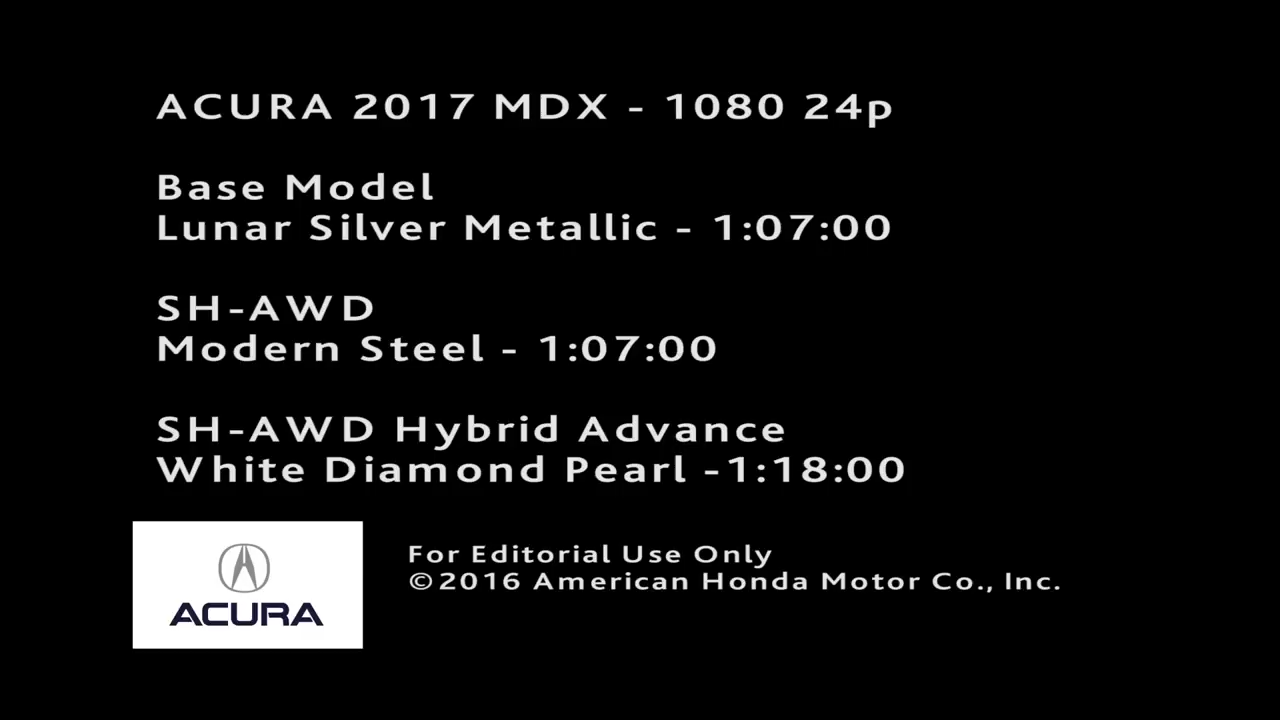 ACURA 2017 MDX - 1080 24p
Base Model
Lunar Silver Metallic - 1:07:00
SH-AWD
Modern Steel - 1:07:00
SH-AWD Hybrid Advance
White Diamond Pearl -1:18:00
ACURA
For Editorial Use Only
©2016 American Honda Motor Co., Inc.